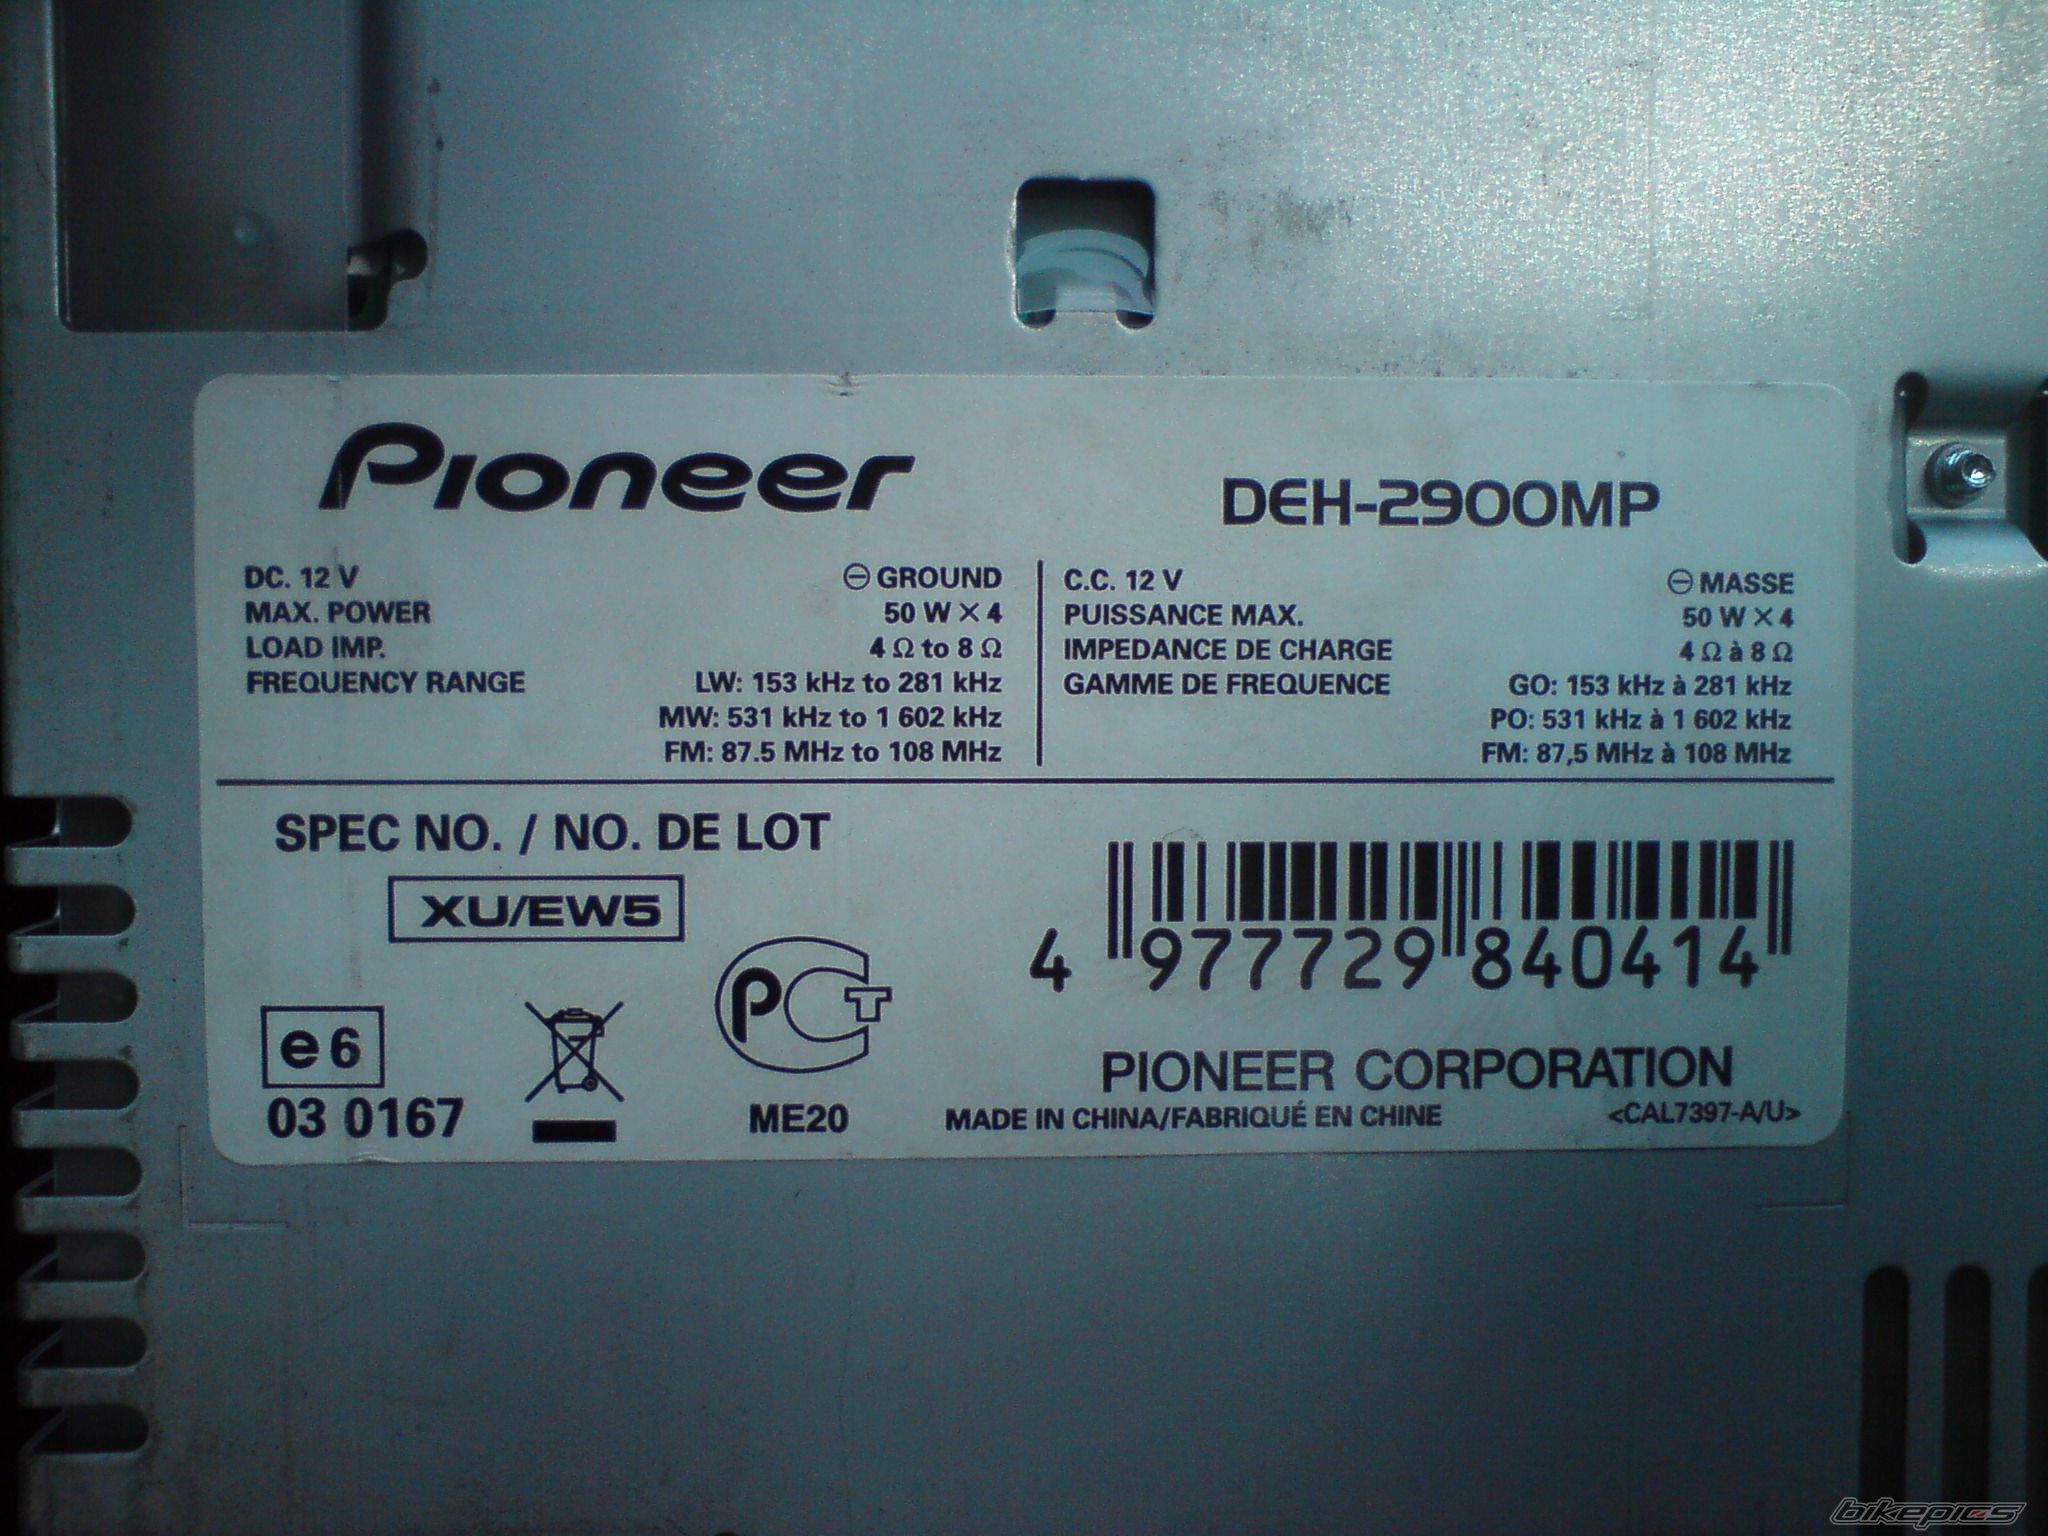 Pioneer
DEH-2900MP
DC. 12 V ⊖ GROUND
MAX. POWER 50 W × 4
LOAD IMP. 4 Ω to 8 Ω
FREQUENCY RANGE LW: 153 kHz to 281 kHz
MW: 531 kHz to 1 602 kHz
FM: 87.5 MHz to 108 MHz
C.C. 12 V ⊖ MASSE
PUISSANCE MAX. 50 W × 4
IMPEDANCE DE CHARGE 4 Ω à 8 Ω
GAMME DE FREQUENCE GO: 153 kHz à 281 kHz
PO: 531 kHz à 1 602 kHz
FM: 87,5 MHz à 108 MHz
SPEC NO. / NO. DE LOT
XU/EW5
e6
03 0167
PCT
ME20
4 977729 840414
PIONEER CORPORATION
MADE IN CHINA/FABRIQUÉ EN CHINE <CAL7397-A/U>
bikepics